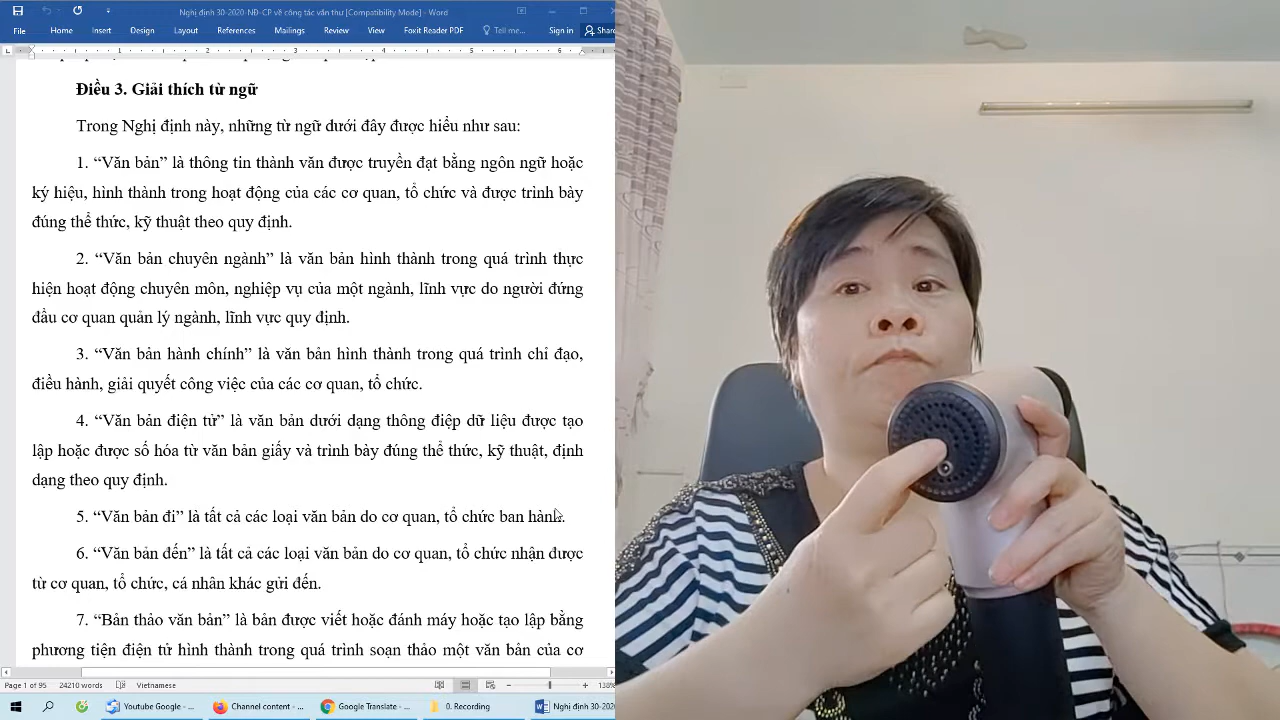 Nghị định 30-2020-NĐ-CP về công tác văn thư [Compatibility Mode] - Word
File Home Insert Design Layout References Mailings Review View Foxit Reader PDF Tell me... Sign in Share
1 2 3 4 5 6
Điều 3. Giải thích từ ngữ
Trong Nghị định này, những từ ngữ dưới đây được hiểu như sau:
1. “Văn bản” là thông tin thành văn được truyền đạt bằng ngôn ngữ hoặc
ký hiệu, hình thành trong hoạt động của các cơ quan, tổ chức và được trình bày
đúng thể thức, kỹ thuật theo quy định.
2. “Văn bản chuyên ngành” là văn bản hình thành trong quá trình thực
hiện hoạt động chuyên môn, nghiệp vụ của một ngành, lĩnh vực do người đứng
đầu cơ quan quản lý ngành, lĩnh vực quy định.
3. “Văn bản hành chính” là văn bản hình thành trong quá trình chỉ đạo,
điều hành, giải quyết công việc của các cơ quan, tổ chức.
4. “Văn bản điện tử” là văn bản dưới dạng thông điệp dữ liệu được tạo
lập hoặc được số hóa từ văn bản giấy và trình bày đúng thể thức, kỹ thuật, định
dạng theo quy định.
5. “Văn bản đi” là tất cả các loại văn bản do cơ quan, tổ chức ban hành.
6. “Văn bản đến” là tất cả các loại văn bản do cơ quan, tổ chức nhận được
từ cơ quan, tổ chức, cá nhân khác gửi đến.
7. “Bản thảo văn bản” là bản được viết hoặc đánh máy hoặc tạo lập bằng
phương tiện điện tử hình thành trong quá trình soạn thảo một văn bản của cơ
Page 1 of 95 24210 words Vietnamese 138%
Youtube Google - ... Channel content - ... Google Translate - ... 0. Recording Nghị định 30-202